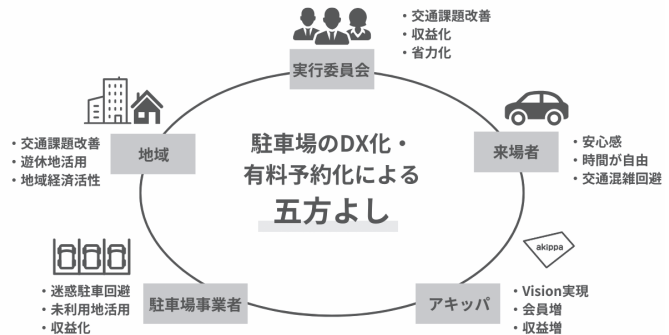 ・交通課題改善
・収益化
・省力化
実行委員会
駐車場のDX化・
有料予約化による
五方よし
地域
・交通課題改善
・遊休地活用
・地域経済活性
来場者
・安心感
・時間が自由
・交通混雑回避
駐車場事業者
・迷惑駐車回避
・未利用地活用
・収益化
akippa
アキッパ
・Vision実現
・会員増
・収益増